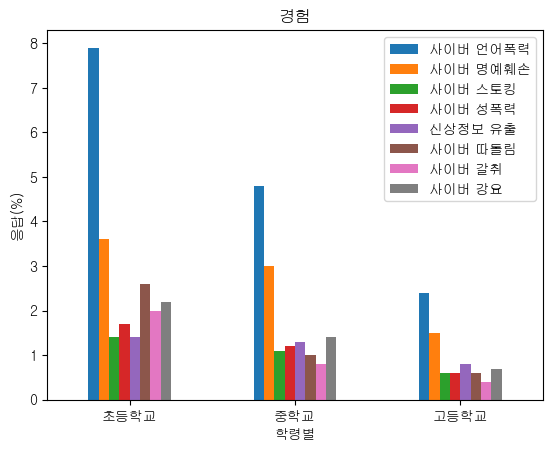 경험
8
7
6
5
4
3
2
1
0
응답(%)
사이버 언어폭력
사이버 명예훼손
사이버 스토킹
사이버 성폭력
신상정보 유출
사이버 따돌림
사이버 갈취
사이버 강요
초등학교 중학교 고등학교
학령별